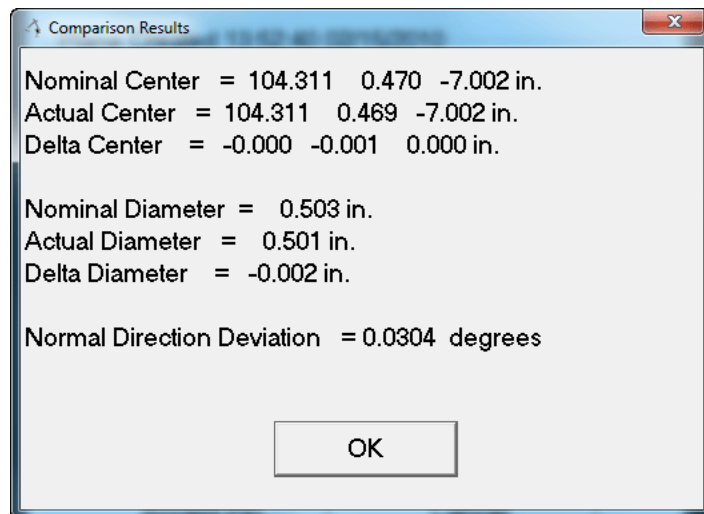 Comparison Results
Nominal Center = 104.311 0.470 -7.002 in.
Actual Center = 104.311 0.469 -7.002 in.
Delta Center = -0.000 -0.001 0.000 in.
Nominal Diameter = 0.503 in.
Actual Diameter = 0.501 in.
Delta Diameter = -0.002 in.
Normal Direction Deviation = 0.0304 degrees
OK